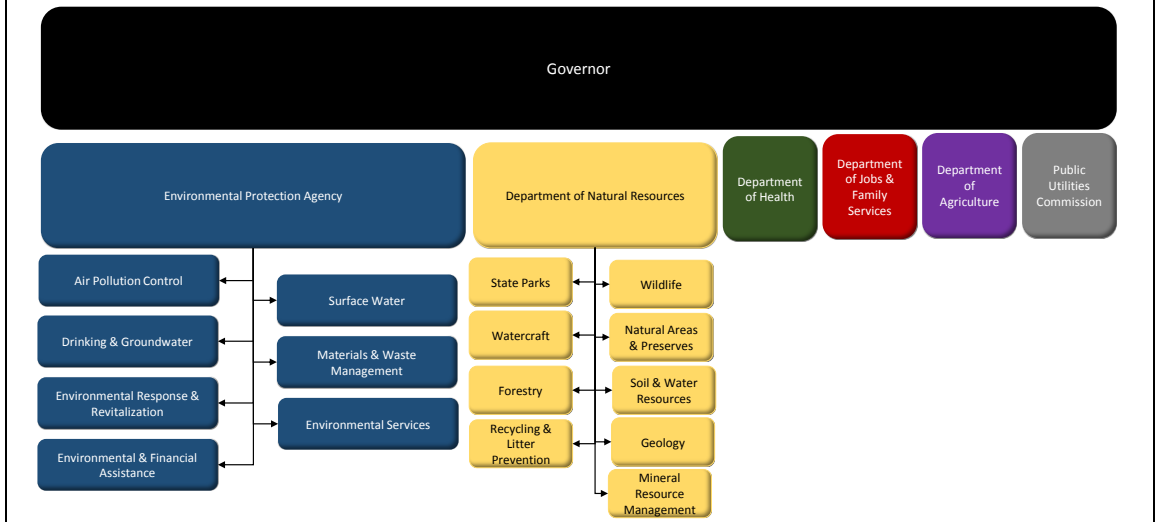 Governor
Environmental Protection Agency
Department of Natural Resources
Department
of Health
Department
of Jobs &
Family
Services
Department
of
Agriculture
Public
Utilities
Commission
Air Pollution Control
Surface Water
Drinking & Groundwater
Materials & Waste
Management
Environmental Response &
Revitalization
Environmental Services
Environmental & Financial
Assistance
State Parks
Wildlife
Watercraft
Natural Areas
& Preserves
Forestry
Soil & Water
Resources
Recycling &
Litter
Prevention
Geology
Mineral
Resource
Management